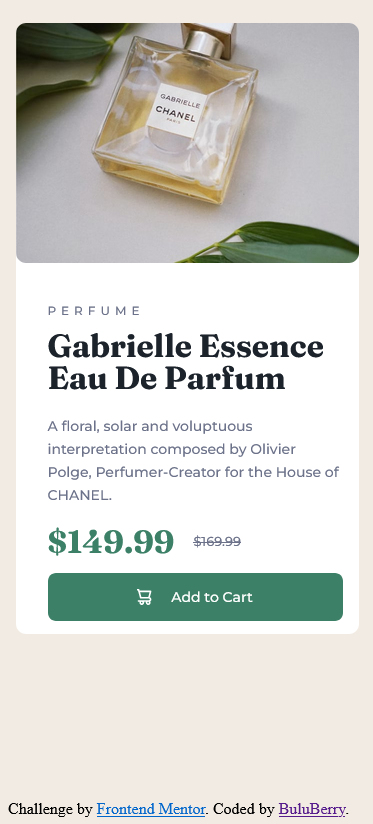 GABRIELLE
CHANEL
PARIS
PERFUME
Gabrielle Essence
Eau De Parfum
A floral, solar and voluptuous
interpretation composed by Olivier
Polge, Perfumer-Creator for the House of
CHANEL.
$149.99 $169.99
Add to Cart
Challenge by Frontend Mentor. Coded by BuluBerry.